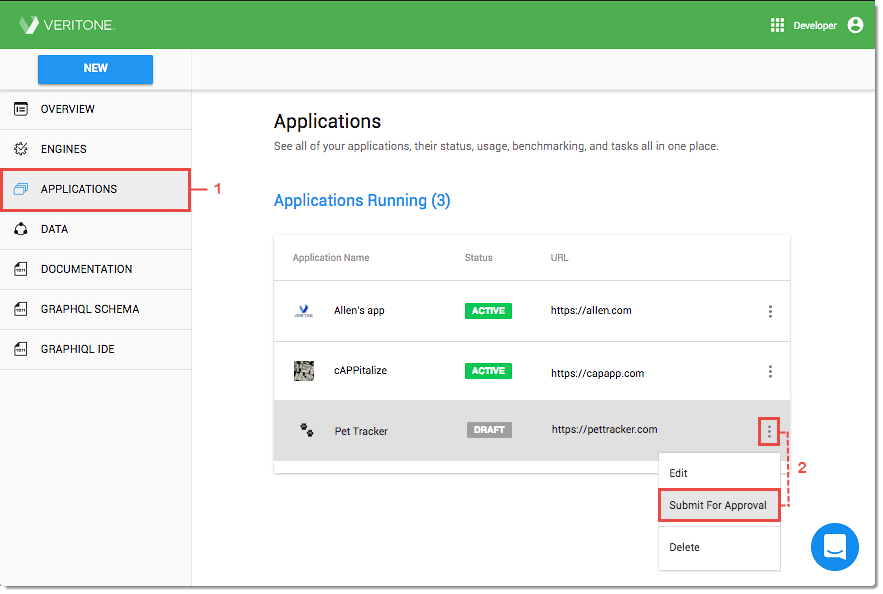 VERITONE
Developer
NEW
OVERVIEW
ENGINES
APPLICATIONS
1
DATA
DOCUMENTATION
GRAPHQL SCHEMA
GRAPHIQL IDE
Applications
See all of your applications, their status, usage, benchmarking, and tasks all in one place.
Applications Running (3)
Application Name Status URL
VERITONE Allen's app ACTIVE https://allen.com
cAPPitalize ACTIVE https://capapp.com
Pet Tracker DRAFT https://pettracker.com
2
Edit
Submit For Approval
Delete